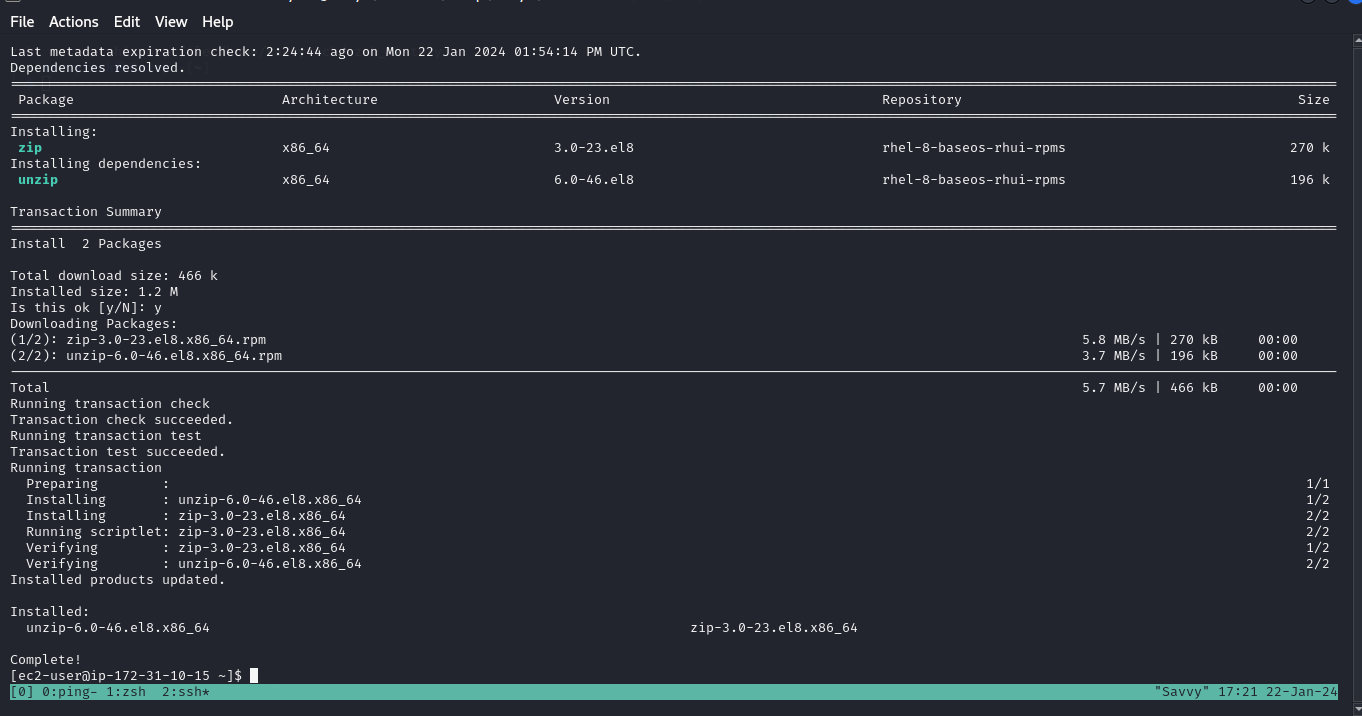 File Actions Edit View Help
Last metadata expiration check: 2:24:44 ago on Mon 22 Jan 2024 01:54:14 PM UTC.
Dependencies resolved.
Package Architecture Version Repository Size
Installing:
zip x86_64 3.0-23.el8 rhel-8-baseos-rhui-rpms 270 k
Installing dependencies:
unzip x86_64 6.0-46.el8 rhel-8-baseos-rhui-rpms 196 k
Transaction Summary
Install  2 Packages
Total download size: 466 k
Installed size: 1.2 M
Is this ok [y/N]: y
Downloading Packages:
(1/2): zip-3.0-23.el8.x86_64.rpm 5.8 MB/s | 270 kB 00:00
(2/2): unzip-6.0-46.el8.x86_64.rpm 3.7 MB/s | 196 kB 00:00
Total 5.7 MB/s | 466 kB 00:00
Running transaction check
Transaction check succeeded.
Running transaction test
Transaction test succeeded.
Running transaction
Preparing : 1/1
Installing : unzip-6.0-46.el8.x86_64 1/2
Installing : zip-3.0-23.el8.x86_64 2/2
Running scriptlet: zip-3.0-23.el8.x86_64 2/2
Verifying : zip-3.0-23.el8.x86_64 1/2
Verifying : unzip-6.0-46.el8.x86_64 2/2
Installed products updated.
Installed:
unzip-6.0-46.el8.x86_64 zip-3.0-23.el8.x86_64
Complete!
[ec2-user@ip-172-31-10-15 ~]$
[0] 0:ping- 1:zsh  2:ssh* "Savvy" 17:21 22-Jan-24